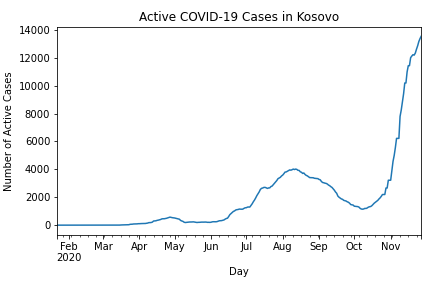 Active COVID-19 Cases in Kosovo
14000
12000
10000
8000
6000
4000
2000
0
Number of Active Cases
Feb Mar Apr May Jun Jul Aug Sep Oct Nov
2020
Day